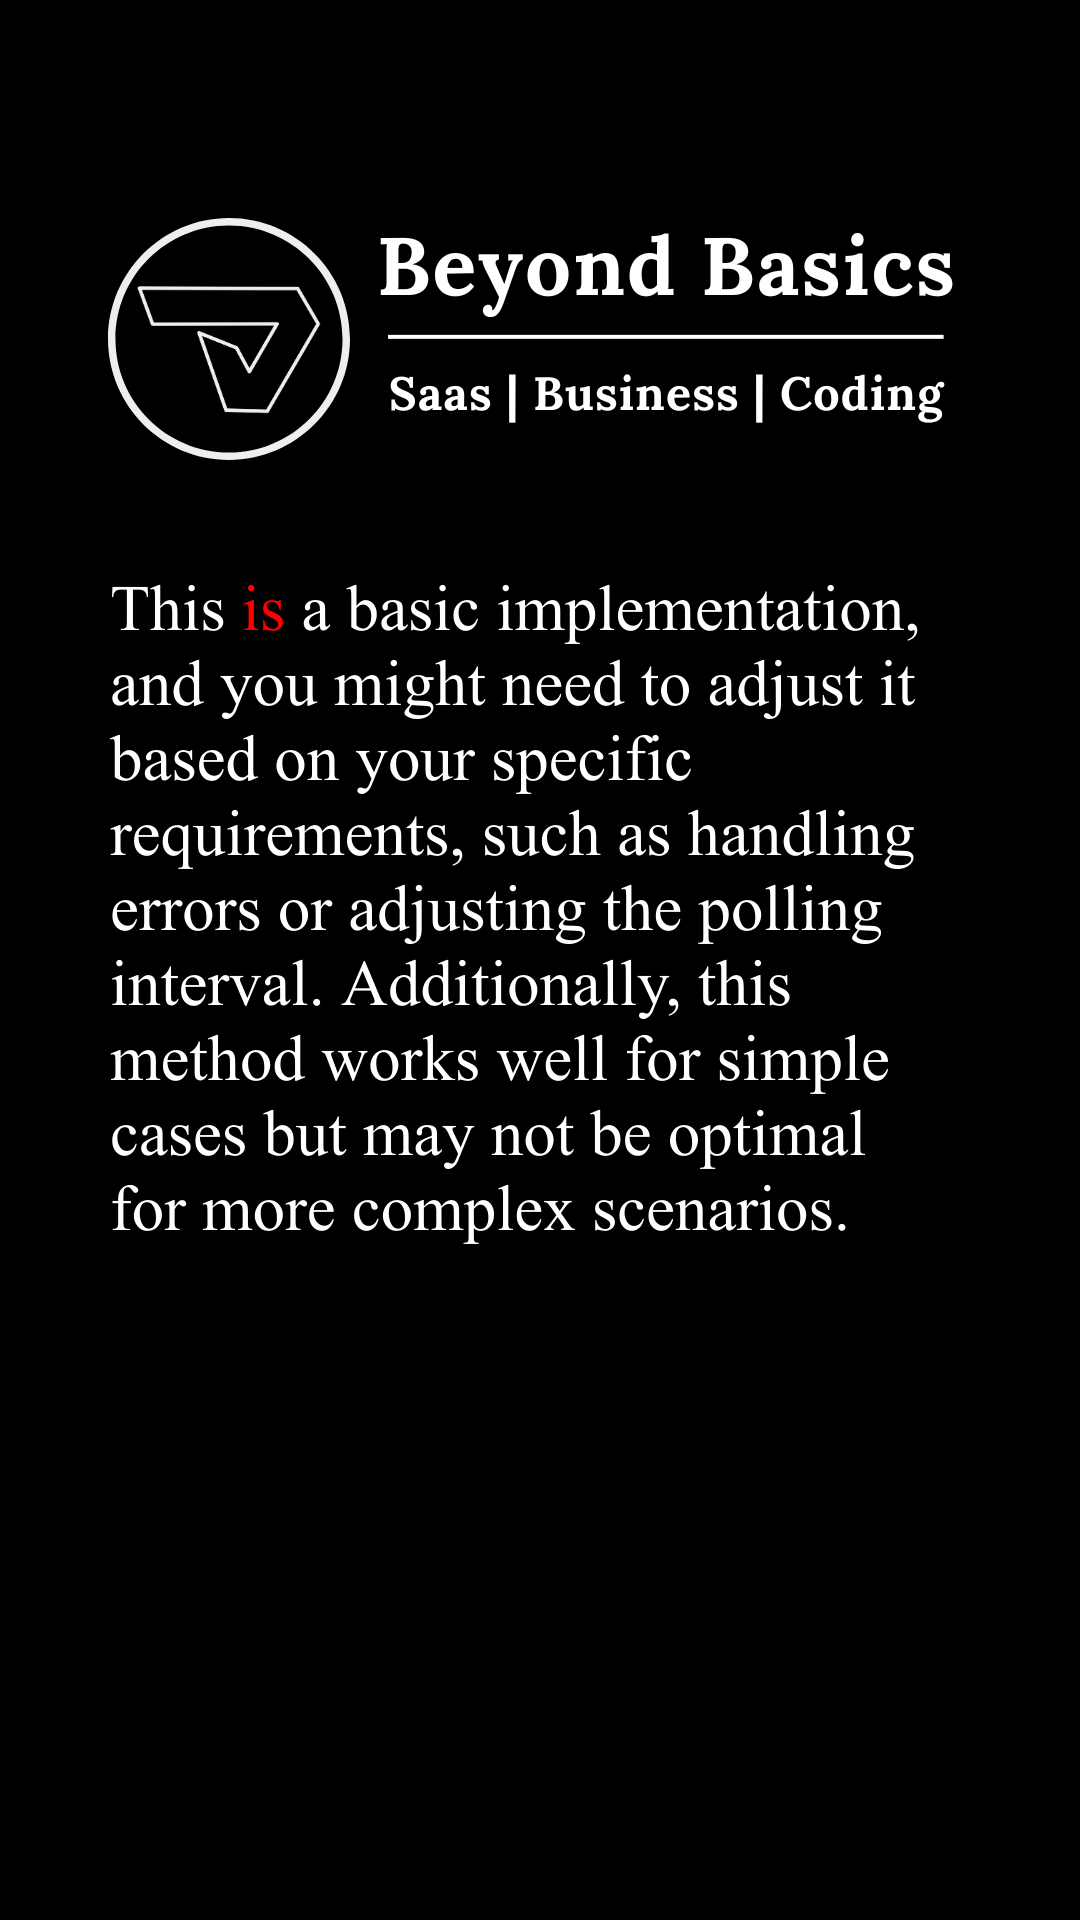 Beyond Basics
Saas | Business | Coding
This is a basic implementation,
and you might need to adjust it
based on your specific
requirements, such as handling
errors or adjusting the polling
interval. Additionally, this
method works well for simple
cases but may not be optimal
for more complex scenarios.